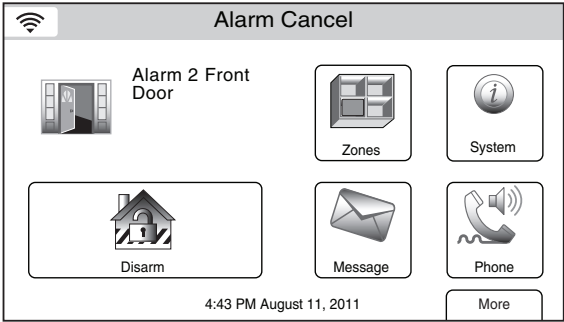 Alarm Cancel
Alarm 2 Front
Door
Zones
System
Disarm
Message
Phone
4:43 PM August 11, 2011
More